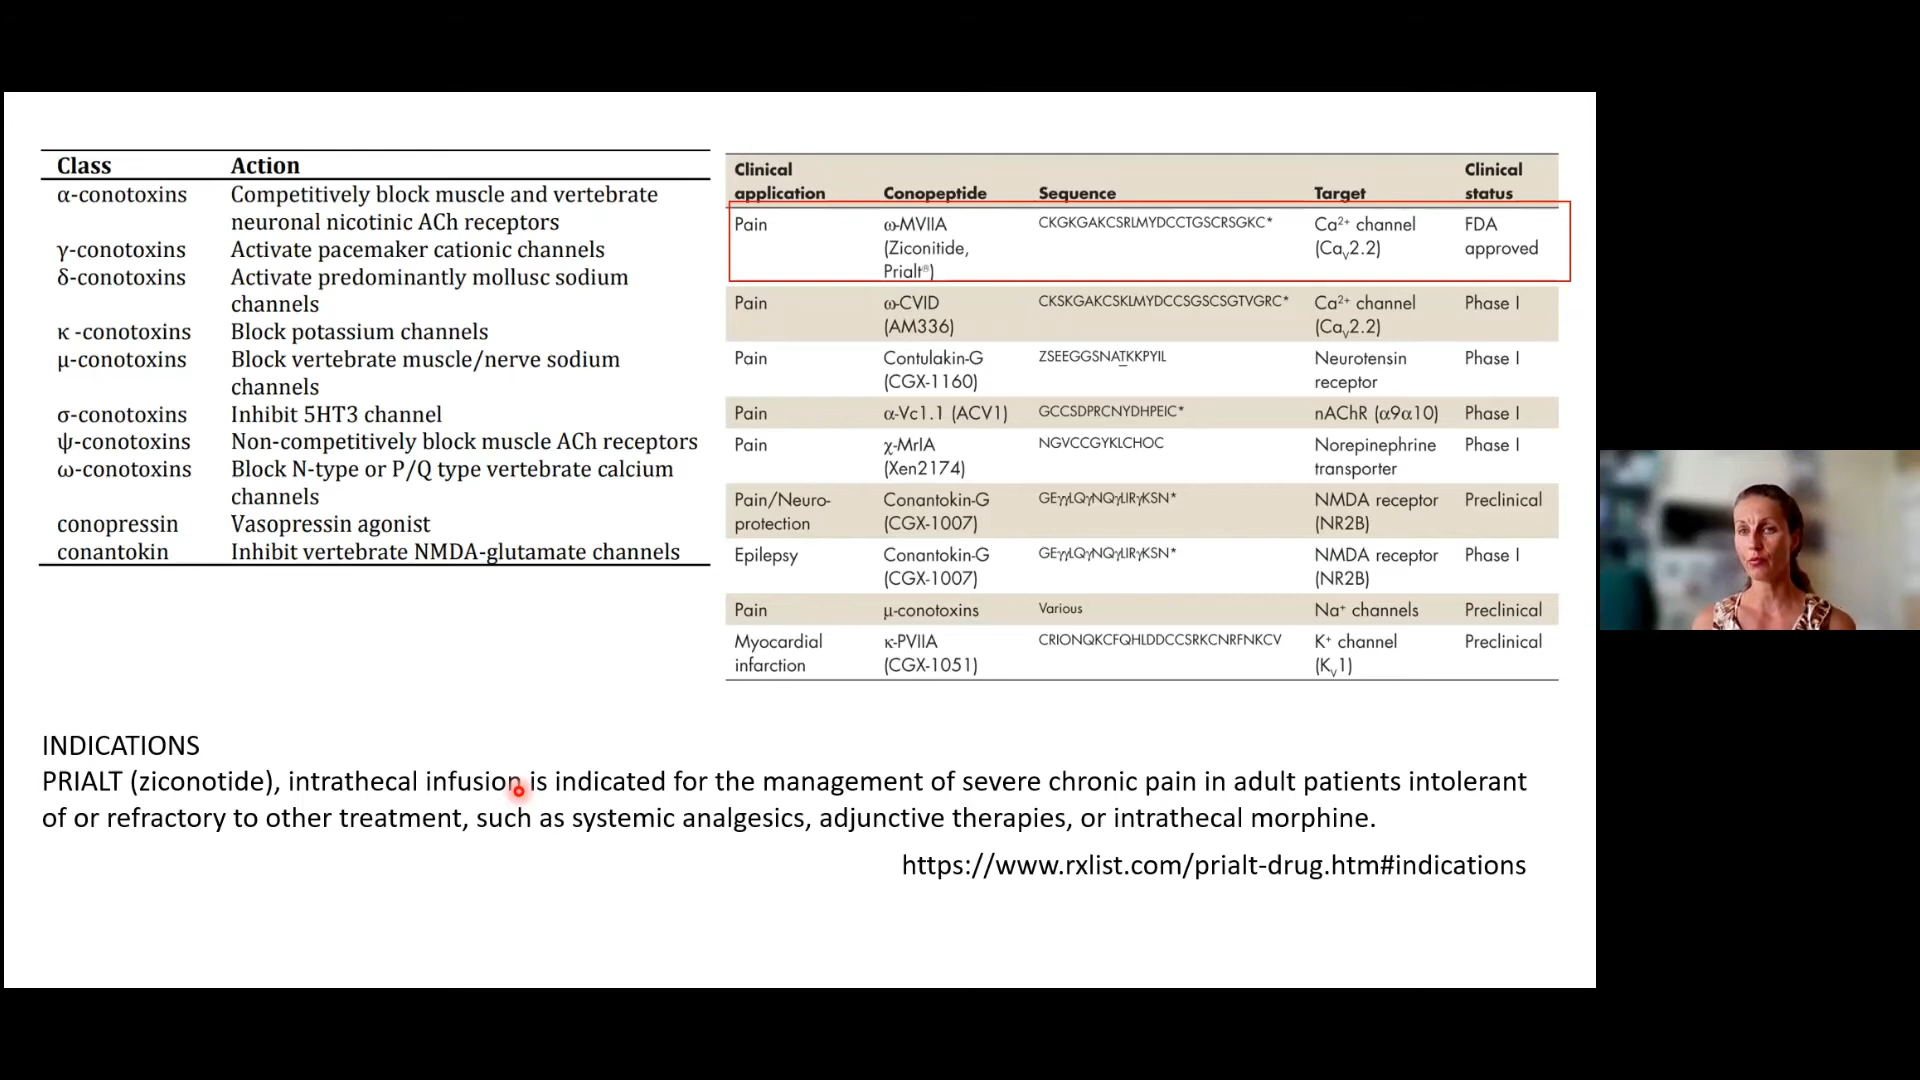 Class Action
α-conotoxins Competitively block muscle and vertebrate
neuronal nicotinic ACh receptors
γ-conotoxins Activate pacemaker cationic channels
δ-conotoxins Activate predominantly mollusc sodium
channels
κ -conotoxins Block potassium channels
μ-conotoxins Block vertebrate muscle/nerve sodium
channels
σ-conotoxins Inhibit 5HT3 channel
ψ-conotoxins Non-competitively block muscle ACh receptors
ω-conotoxins Block N-type or P/Q type vertebrate calcium
channels
conopressin Vasopressin agonist
conantokin Inhibit vertebrate NMDA-glutamate channels
Clinical Clinical
application Conopeptide Sequence Target status
Pain ω-MVIIA CKGKGAKCSRLMYDCCTGSCRSGKC* Ca²⁺ channel FDA
(Ziconitide, (CaV2.2) approved
Prialt®)
Pain ω-CVID CKSKGAKCSKLMYDCCSGSCSGTVGRC* Ca²⁺ channel Phase I
(AM336) (CaV2.2)
Pain Contulakin-G ZSEEGGSNATKKPYIL Neurotensin Phase I
(CGX-1160) receptor
Pain α-Vc1.1 (ACV1) GCCSDPRCNYDHPEIC* nAChR (α9α10) Phase I
Pain χ-MrIA NGVCCGYKLCHOC Norepinephrine Phase I
(Xen2174) transporter
Pain/Neuro- Conantokin-G GEγγLQγNQγLIRγKSN* NMDA receptor Preclinical
protection (CGX-1007) (NR2B)
Epilepsy Conantokin-G GEγγLQγNQγLIRγKSN* NMDA receptor Phase I
(CGX-1007) (NR2B)
Pain μ-conotoxins Various Na⁺ channels Preclinical
Myocardial κ-PVIIA CRIONQKCFQHLDDCCSRKCNRFNKCV K⁺ channel Preclinical
infarction (CGX-1051) (KV1)
INDICATIONS
PRIALT (ziconotide), intrathecal infusion is indicated for the management of severe chronic pain in adult patients intolerant
of or refractory to other treatment, such as systemic analgesics, adjunctive therapies, or intrathecal morphine.
https://www.rxlist.com/prialt-drug.htm#indications